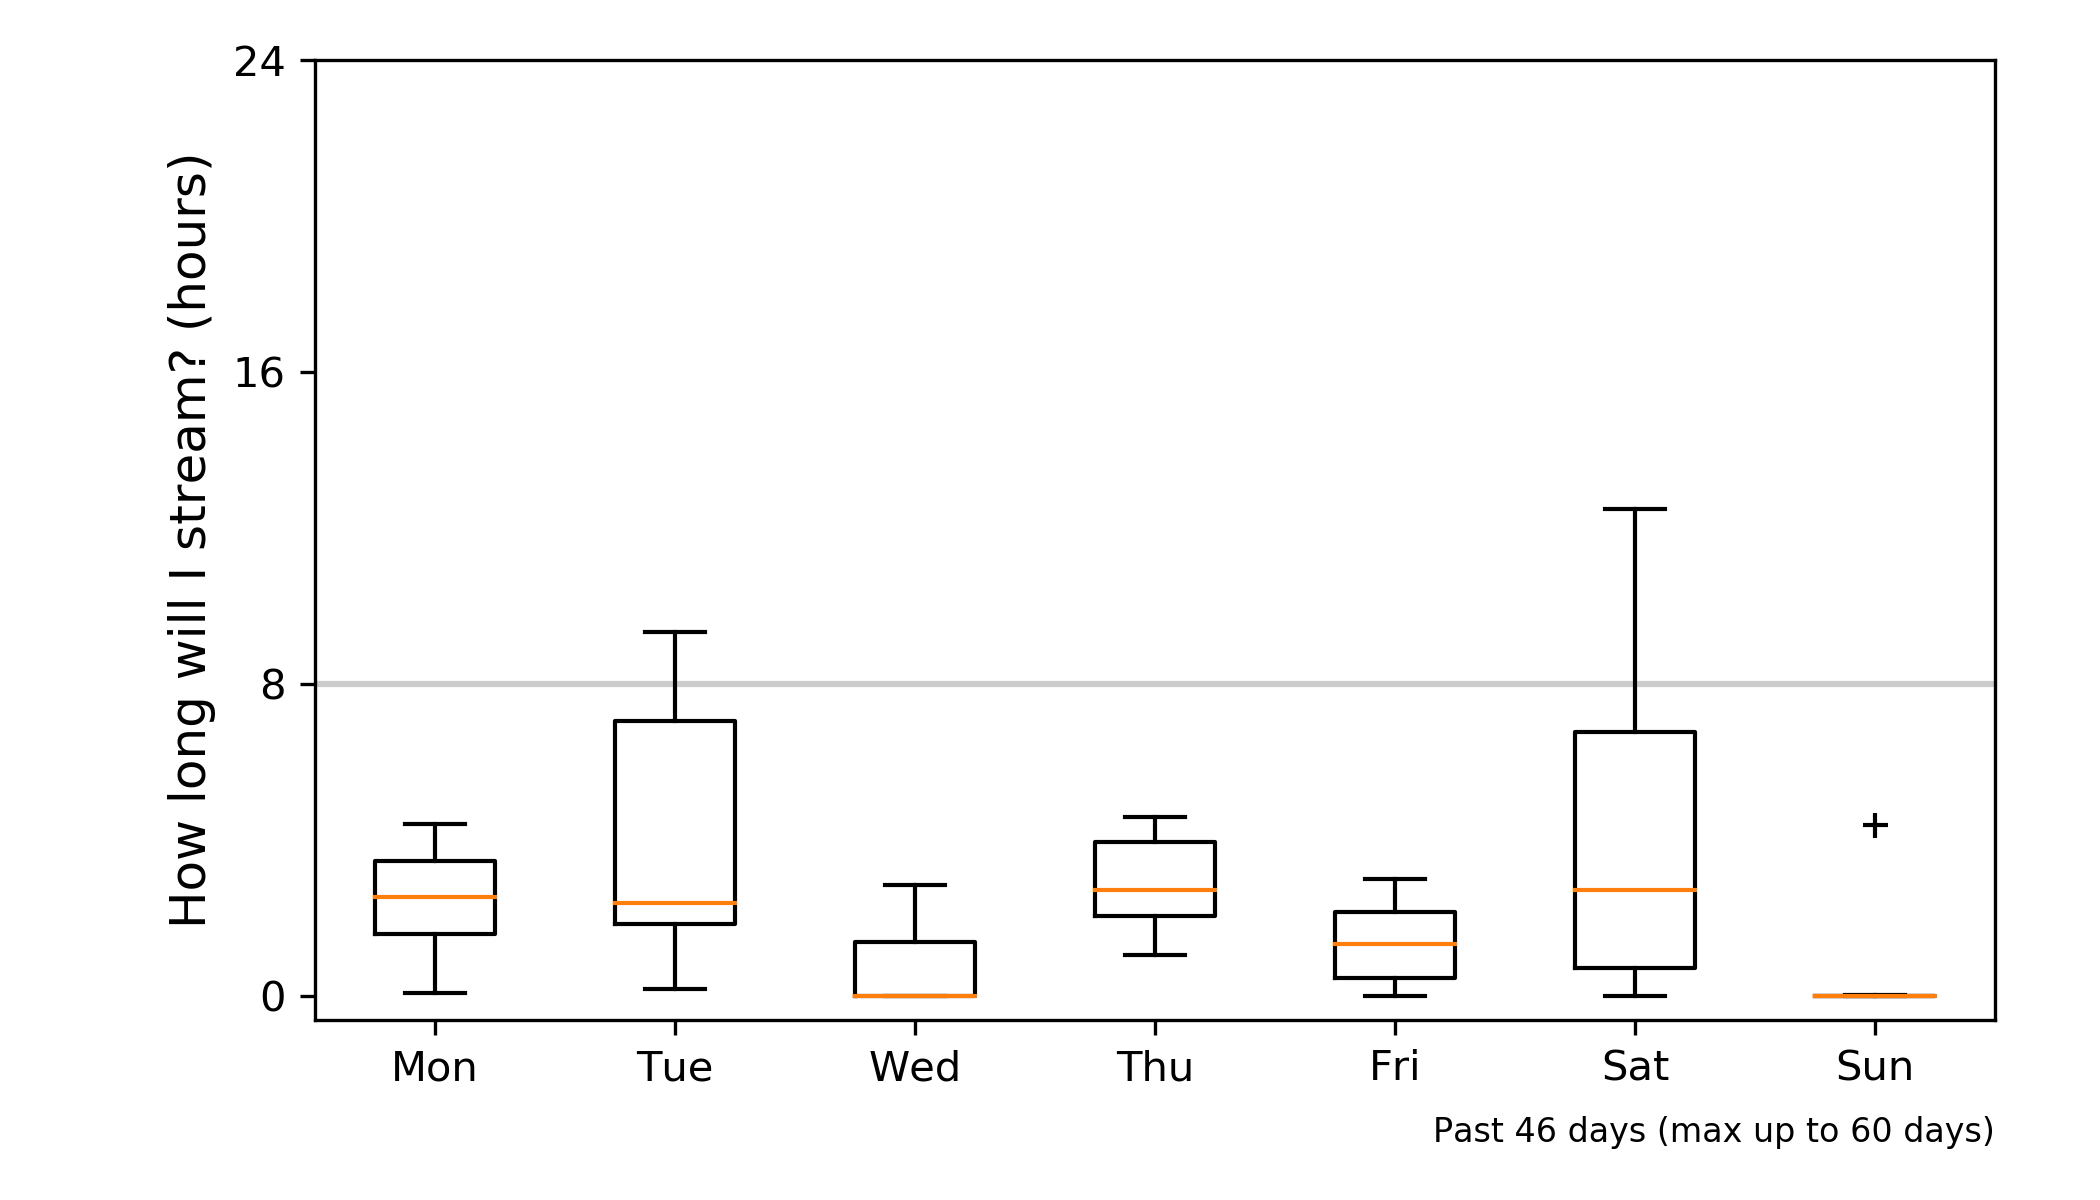 How long will I stream? (hours)
24
16
8
0
Mon Tue Wed Thu Fri Sat Sun
Past 46 days (max up to 60 days)